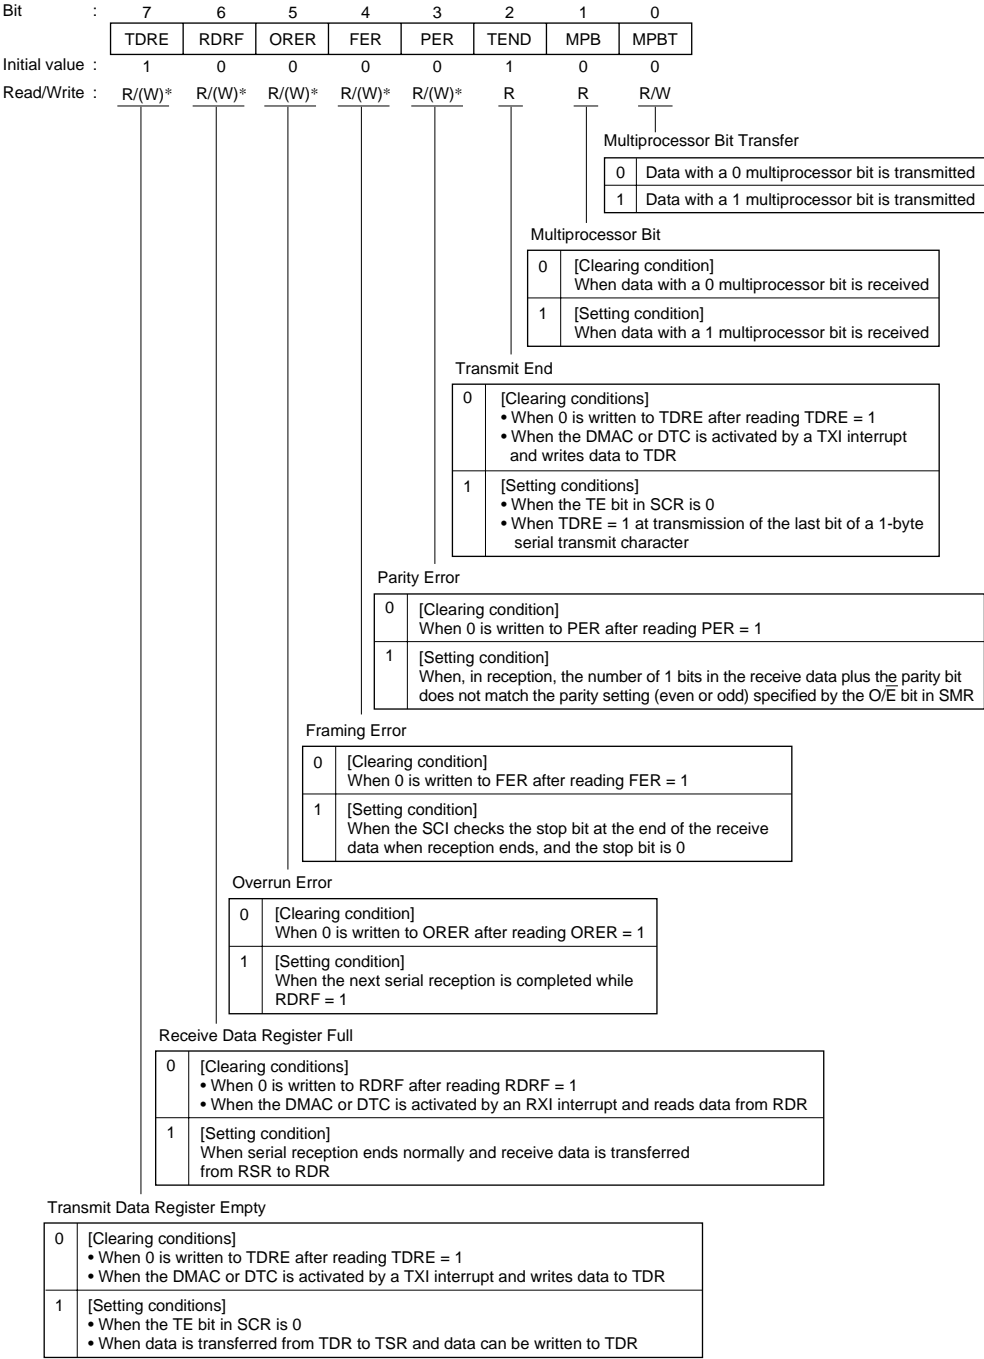 Bit : 7 6 5 4 3 2 1 0
TDRE RDRF ORER FER PER TEND MPB MPBT
Initial value : 1 0 0 0 0 1 0 0
Read/Write : R/(W)* R/(W)* R/(W)* R/(W)* R/(W)* R R R/W
Multiprocessor Bit Transfer
0 Data with a 0 multiprocessor bit is transmitted
1 Data with a 1 multiprocessor bit is transmitted
Multiprocessor Bit
0 [Clearing condition]
When data with a 0 multiprocessor bit is received
1 [Setting condition]
When data with a 1 multiprocessor bit is received
Transmit End
0 [Clearing conditions]
• When 0 is written to TDRE after reading TDRE = 1
• When the DMAC or DTC is activated by a TXI interrupt
and writes data to TDR
1 [Setting conditions]
• When the TE bit in SCR is 0
• When TDRE = 1 at transmission of the last bit of a 1-byte
serial transmit character
Parity Error
0 [Clearing condition]
When 0 is written to PER after reading PER = 1
1 [Setting condition]
When, in reception, the number of 1 bits in the receive data plus the parity bit
does not match the parity setting (even or odd) specified by the O/E̅ bit in SMR
Framing Error
0 [Clearing condition]
When 0 is written to FER after reading FER = 1
1 [Setting condition]
When the SCI checks the stop bit at the end of the receive
data when reception ends, and the stop bit is 0
Overrun Error
0 [Clearing condition]
When 0 is written to ORER after reading ORER = 1
1 [Setting condition]
When the next serial reception is completed while
RDRF = 1
Receive Data Register Full
0 [Clearing conditions]
• When 0 is written to RDRF after reading RDRF = 1
• When the DMAC or DTC is activated by an RXI interrupt and reads data from RDR
1 [Setting condition]
When serial reception ends normally and receive data is transferred
from RSR to RDR
Transmit Data Register Empty
0 [Clearing conditions]
• When 0 is written to TDRE after reading TDRE = 1
• When the DMAC or DTC is activated by a TXI interrupt and writes data to TDR
1 [Setting conditions]
• When the TE bit in SCR is 0
• When data is transferred from TDR to TSR and data can be written to TDR